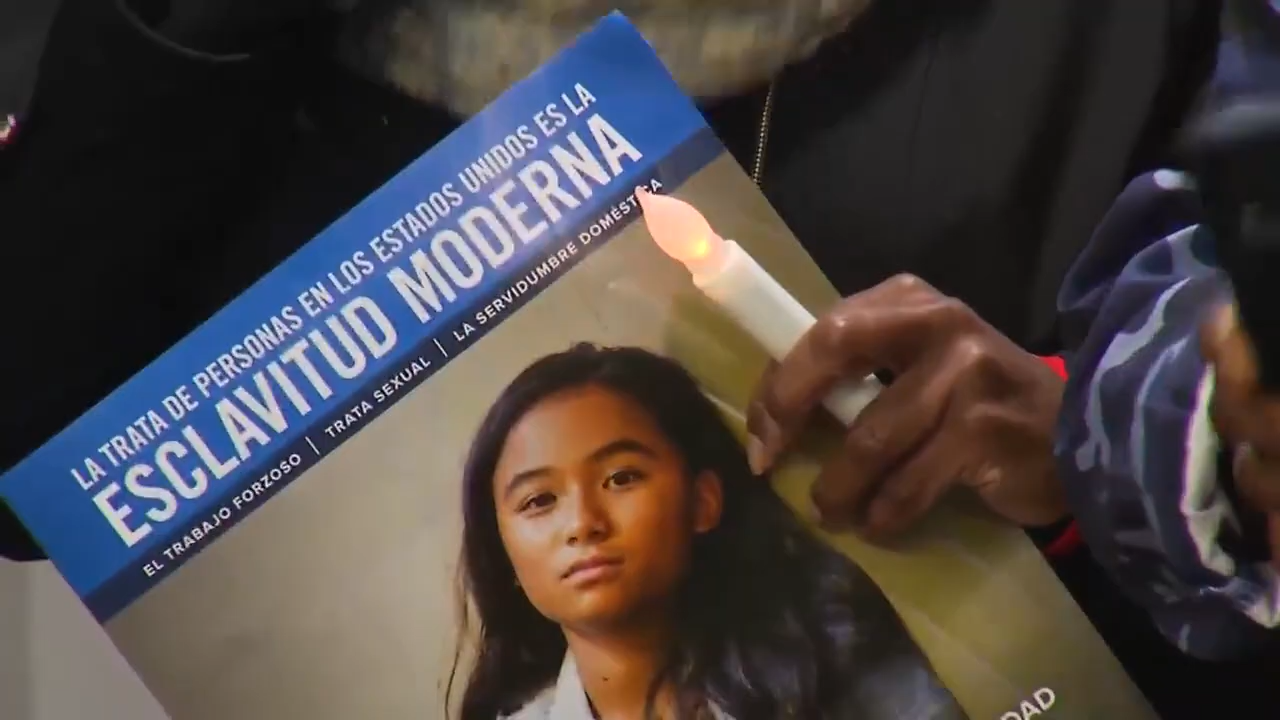 LA TRATA DE PERSONAS EN LOS ESTADOS UNIDOS ES LA
ESCLAVITUD MODERNA
EL TRABAJO FORZOSO | TRATA SEXUAL | LA SERVIDUMBRE DOMÉSTICA
DAD